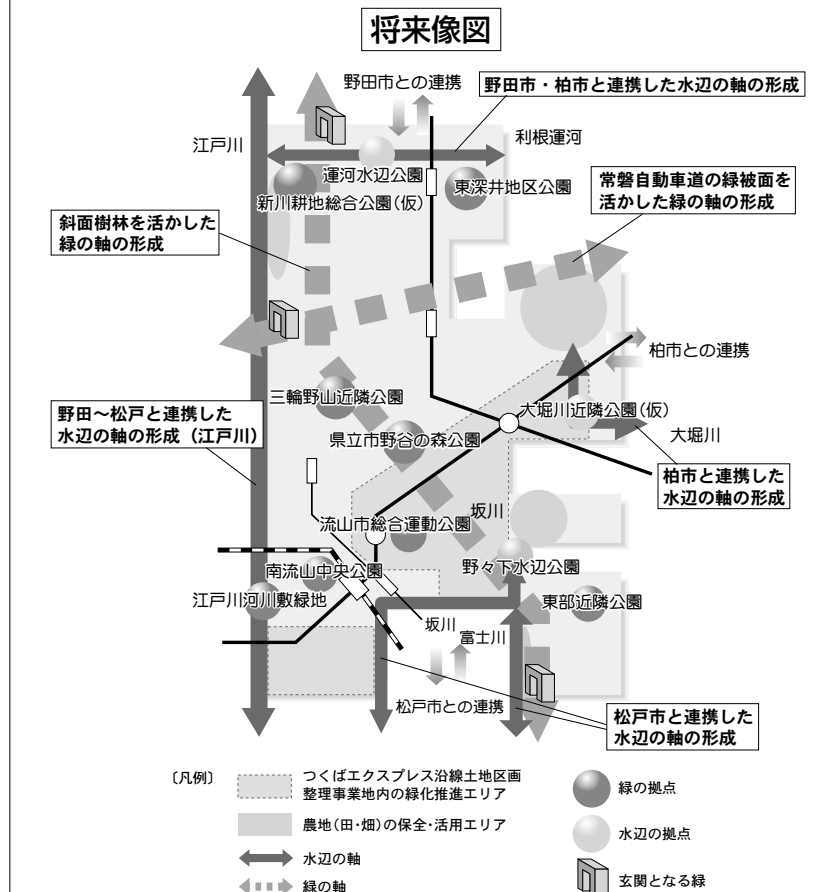 将来像図
野田市との連携
野田市・柏市と連携した水辺の軸の形成
江戸川
利根運河
運河水辺公園
東深井地区公園
新川耕地総合公園(仮)
常磐自動車道の緑被面を
活かした緑の軸の形成
斜面樹林を活かした
緑の軸の形成
柏市との連携
三輪野山近隣公園
野田〜松戸と連携した
水辺の軸の形成（江戸川）
大堀川近隣公園(仮)
大堀川
県立市野谷の森公園
柏市と連携した
水辺の軸の形成
坂川
流山市総合運動公園
野々下水辺公園
南流山中央公園
江戸川河川敷緑地
東部近隣公園
坂川
富士川
松戸市との連携
松戸市と連携した
水辺の軸の形成
〔凡例〕
つくばエクスプレス沿線土地区画
整理事業地内の緑化推進エリア
農地(田・畑)の保全・活用エリア
水辺の軸
緑の軸
緑の拠点
水辺の拠点
玄関となる緑